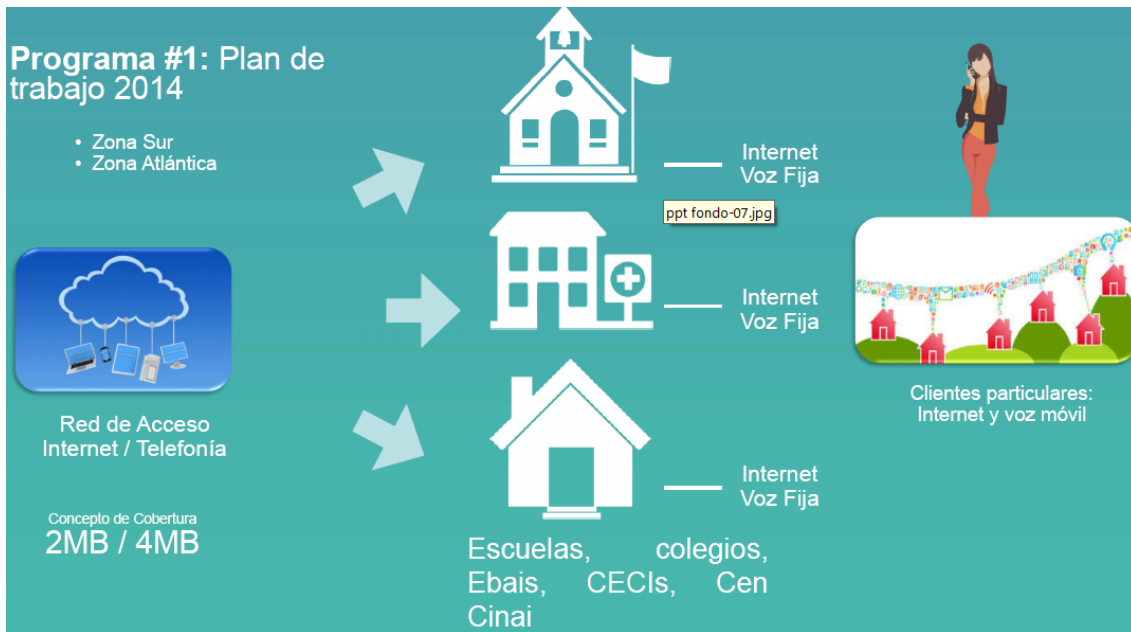 Programa #1: Plan de
trabajo 2014
• Zona Sur
• Zona Atlántica
Red de Acceso
Internet / Telefonía
Concepto de Cobertura
2MB / 4MB
Internet
Voz Fija
ppt fondo-07.jpg
Internet
Voz Fija
Internet
Voz Fija
Escuelas, colegios,
Ebais, CECIs, Cen
Cinai
Clientes particulares:
Internet y voz móvil